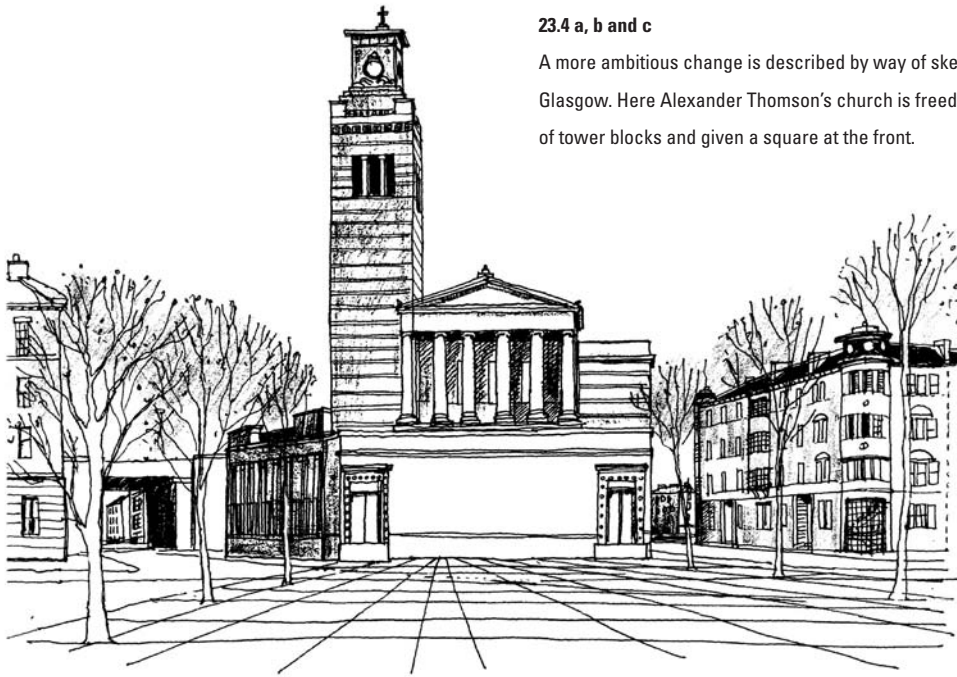 23.4 a, b and c
A more ambitious change is described by way of
Glasgow. Here Alexander Thomson's church is freed
of tower blocks and given a square at the front.